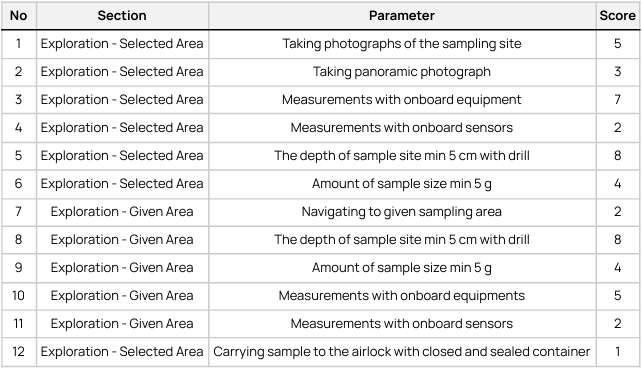 No Section Parameter Score
1 Exploration - Selected Area Taking photographs of the sampling site 5
2 Exploration - Selected Area Taking panoramic photograph 3
3 Exploration - Selected Area Measurements with onboard equipment 7
4 Exploration - Selected Area Measurements with onboard sensors 2
5 Exploration - Selected Area The depth of sample site min 5 cm with drill 8
6 Exploration - Selected Area Amount of sample size min 5 g 4
7 Exploration - Given Area Navigating to given sampling area 2
8 Exploration - Given Area The depth of sample site min 5 cm with drill 8
9 Exploration - Given Area Amount of sample size min 5 g 4
10 Exploration - Given Area Measurements with onboard equipments 5
11 Exploration - Given Area Measurements with onboard sensors 2
12 Exploration - Selected Area Carrying sample to the airlock with closed and sealed container 1